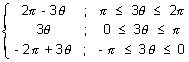 2π - 3θ ; π ≤ 3θ ≤ 2π
3θ ; 0 ≤ 3θ ≤ π
- 2π + 3θ ; - π ≤ 3θ ≤ 0